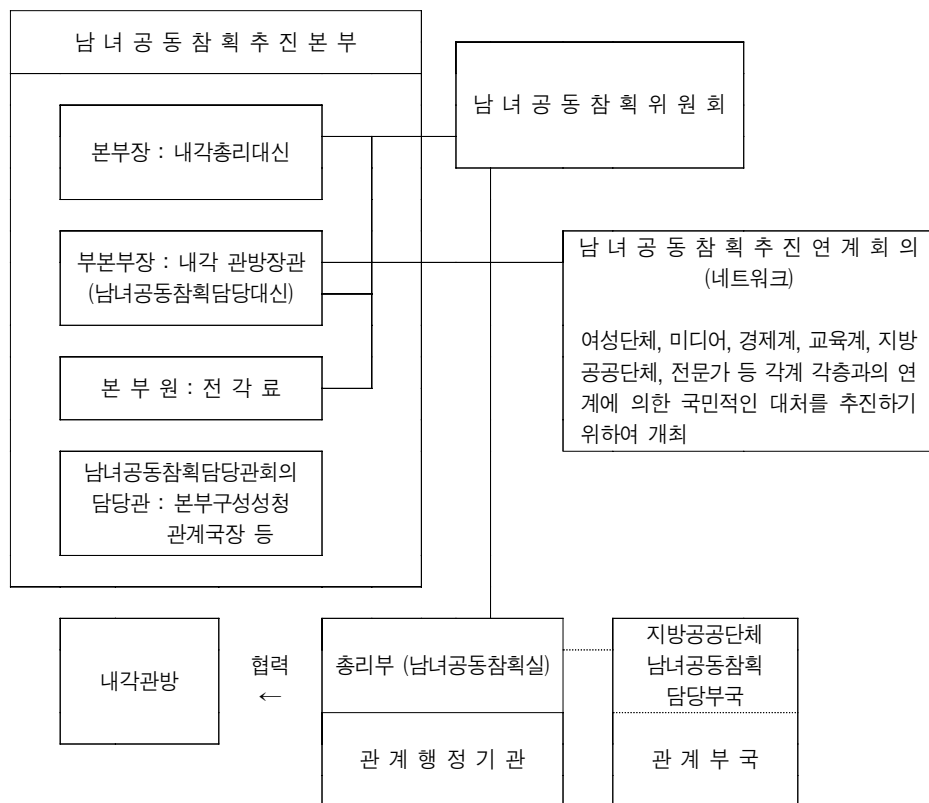 남 녀 공 동 참 획 추 진 본 부
본부장 : 내각총리대신
부본부장 : 내각 관방장관
(남녀공동참획담당대신)
본 부 원 : 전 각 료
남녀공동참획담당관회의
담당관 : 본부구성성청
관계국장 등
남 녀 공 동 참 획 위 원 회
남 녀 공 동 참 획 추 진 연 계 회 의
(네트워크)
여성단체, 미디어, 경제계, 교육계, 지방
공공단체, 전문가 등 각계 각층과의 연
계에 의한 국민적인 대처를 추진하기
위하여 개최
내각관방
협력
←
총리부 (남녀공동참획실)
관 계 행 정 기 관
지방공공단체
남녀공동참획
담당부국
관 계 부 국